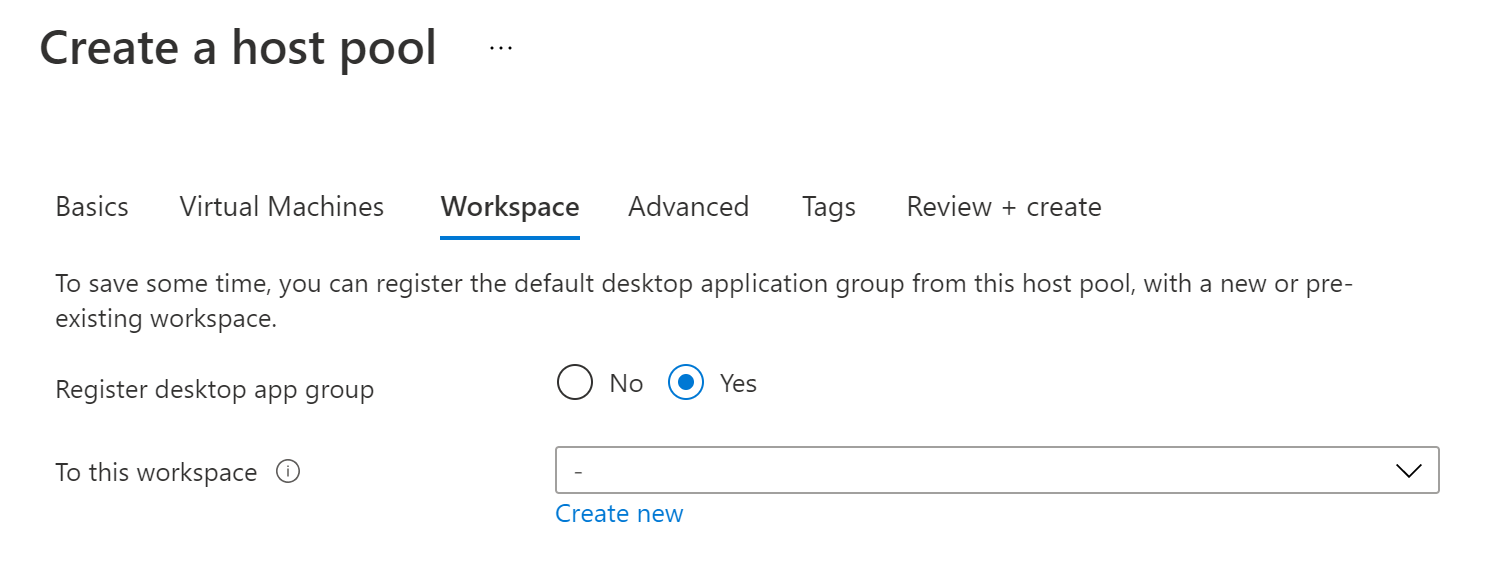 Create a host pool ...
Basics Virtual Machines Workspace Advanced Tags Review + create
To save some time, you can register the default desktop application group from this host pool, with a new or pre-
existing workspace.
Register desktop app group No Yes
To this workspace -
Create new